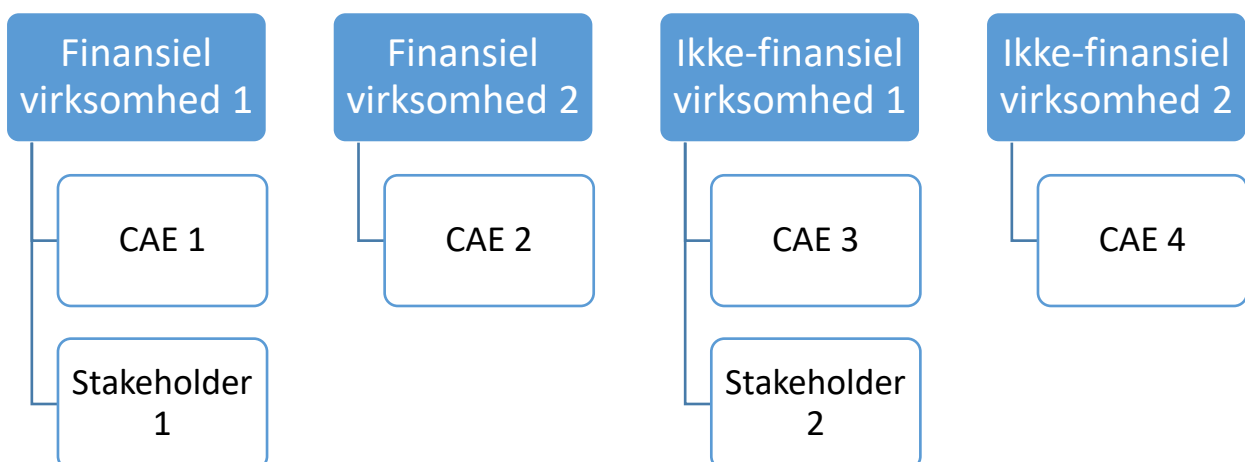 Finansiel
virksomhed 1
CAE 1
Stakeholder
1
Finansiel
virksomhed 2
CAE 2
Ikke-finansiel
virksomhed 1
CAE 3
Stakeholder
2
Ikke-finansiel
virksomhed 2
CAE 4